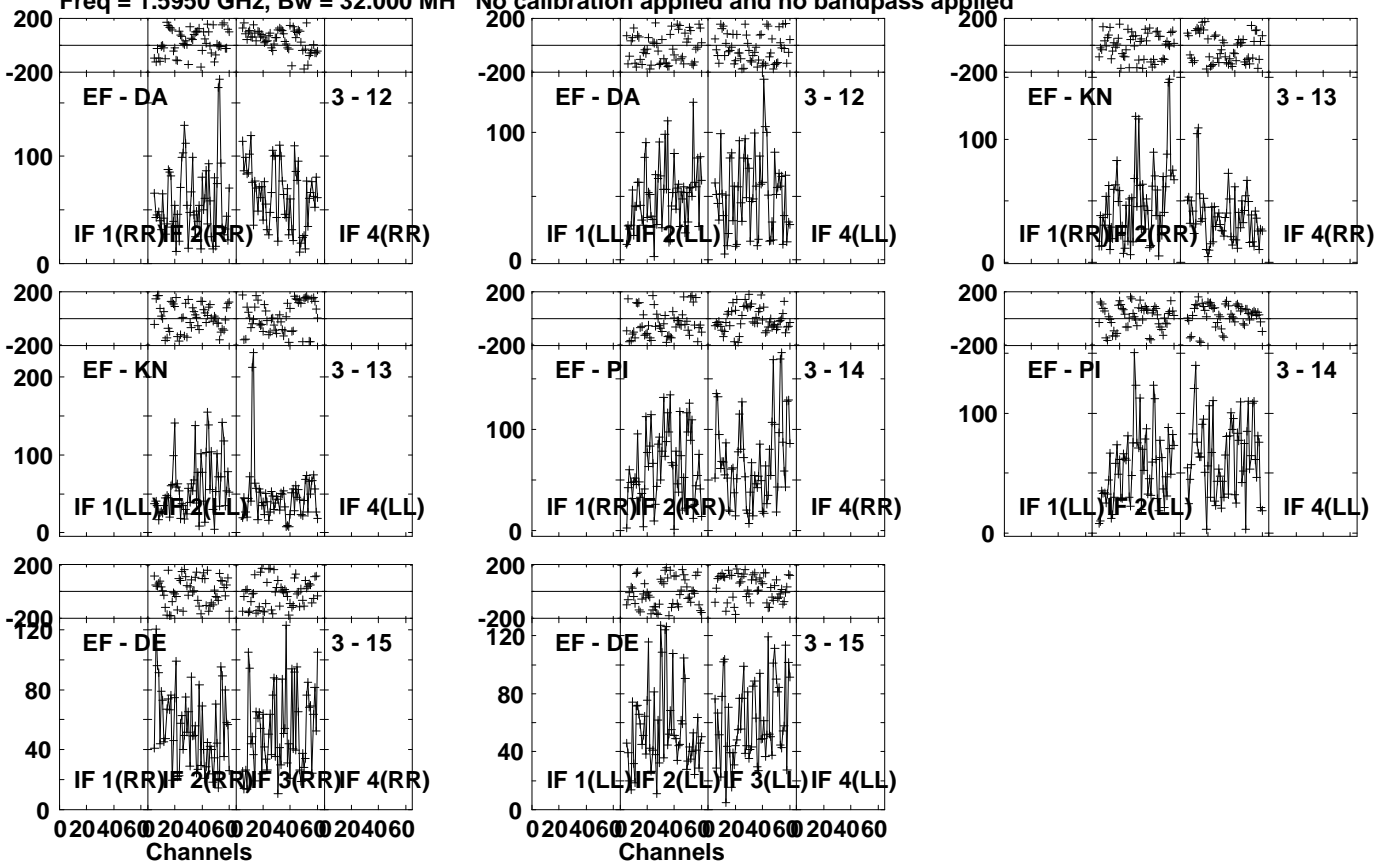 Freq = 1.5950 GHz, Bw = 32.000 MH No calibration applied and no bandpass applied
200 200 200
-200 -200 -200
EF - DA 3 - 12 EF - DA 3 - 12 EF - KN 3 - 13
100 100 100
IF 1(RR) IF 2(RR) IF 4(RR) IF 1(LL) IF 2(LL) IF 4(LL) IF 1(RR) IF 2(RR) IF 4(RR)
0 0 0
200 200 200
-200 -200 -200
EF - KN 3 - 13 EF - PI 3 - 14 EF - PI 3 - 14
200
100 100 100
IF 1(LL) IF 2(LL) IF 4(LL) IF 1(RR) IF 2(RR) IF 4(RR) IF 1(LL) IF 2(LL) IF 4(LL)
0 0 0
200 200
-200 -200
120 120
EF - DE 3 - 15 EF - DE 3 - 15
80 80
40 40
IF 1(RR) IF 2(RR) IF 3(RR) IF 4(RR) IF 1(LL) IF 2(LL) IF 3(LL) IF 4(LL)
0 0
0 20 40 60 0 20 40 60 0 20 40 60 0 20 40 60 0 20 40 60 0 20 40 60 0 20 40 60 0 20 40 60
Channels Channels